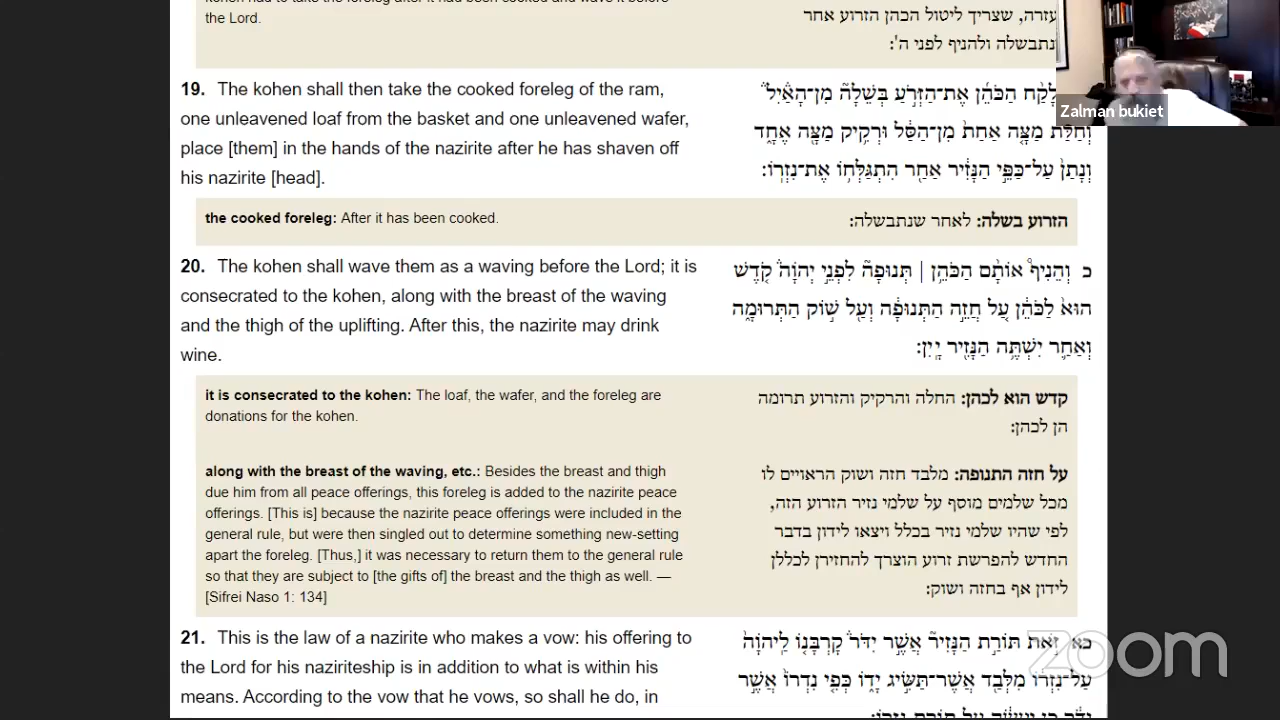 kohen had to take the foreleg after it had been cooked and wave it before
the Lord.
עזרה, שצריך ליטול הכהן הזרוע אחר
נתבשלה ולהניף לפני ה':
19. The kohen shall then take the cooked foreleg of the ram,
one unleavened loaf from the basket and one unleavened wafer,
place [them] in the hands of the nazirite after he has shaven off
his nazirite [head].
לָקַ֨ח הַכֹּהֵ֜ן אֶת־הַזְּרֹ֣עַ בְּשֵׁלָה֮ מִן־הָאַ֒יִל֒
וְחַלַּ֨ת מַצָּ֤ה אַחַת֙ מִן־הַסַּ֔ל וּרְקִ֥יק מַצָּ֖ה אֶחָ֑ד
וְנָתַן֙ עַל־כַּפֵּ֣י הַנָּזִ֔יר אַחַ֖ר הִתְגַּלְּח֥וֹ אֶת־נִזְרֽוֹ:
Zalman bukiet
the cooked foreleg: After it has been cooked.
הזרוע בשלה: לאחר שנתבשלה:
20. The kohen shall wave them as a waving before the Lord; it is
consecrated to the kohen, along with the breast of the waving
and the thigh of the uplifting. After this, the nazirite may drink
wine.
כ וְהֵנִיף֩ אוֹתָ֨ם הַכֹּהֵ֥ן | תְּנוּפָה֮ לִפְנֵ֣י יְהֹוָה֒ קֹ֤דֶשׁ
הוּא֙ לַכֹּהֵ֔ן עַ֚ל חֲזֵ֣ה הַתְּנוּפָ֔ה וְעַ֖ל שׁ֣וֹק הַתְּרוּמָ֑ה
וְאַחַ֛ר יִשְׁתֶּ֥ה הַנָּזִ֖יר יָֽיִן:
it is consecrated to the kohen: The loaf, the wafer, and the foreleg are
donations for the kohen.
קדש הוא לכהן: החלה והרקיק והזרוע תרומה
הן לכהן:
along with the breast of the waving, etc.: Besides the breast and thigh
due him from all peace offerings, this foreleg is added to the nazirite peace
offerings. [This is] because the nazirite peace offerings were included in the
general rule, but were then singled out to determine something new-setting
apart the foreleg. [Thus,] it was necessary to return them to the general rule
so that they are subject to [the gifts of] the breast and the thigh as well. —
[Sifrei Naso 1: 134]
על חזה התנופה: מלבד חזה ושוק הראויים לו
מכל שלמים מוסף על שלמי נזיר הזרוע הזה,
לפי שהיו שלמי נזיר בכלל ויצאו לידון בדבר
החדש להפרשת זרוע הוצרך להחזירן לכללן
לידון אף בחזה ושוק:
21. This is the law of a nazirite who makes a vow: his offering to
the Lord for his naziriteship is in addition to what is within his
means. According to the vow that he vows, so shall he do, in
כא זֹ֣את תּוֹרַ֣ת הַנָּזִיר֮ אֲשֶׁ֣ר יִדֹּר֒ קָרְבָּנ֤וֹ לַֽיהֹוָה֙
עַל־נִזְר֔וֹ מִלְּבַ֖ד אֲשֶׁר־תַּשִּׂ֣יג יָד֑וֹ כְּפִ֤י נִדְרוֹ֙ אֲשֶׁ֣ר
zoom